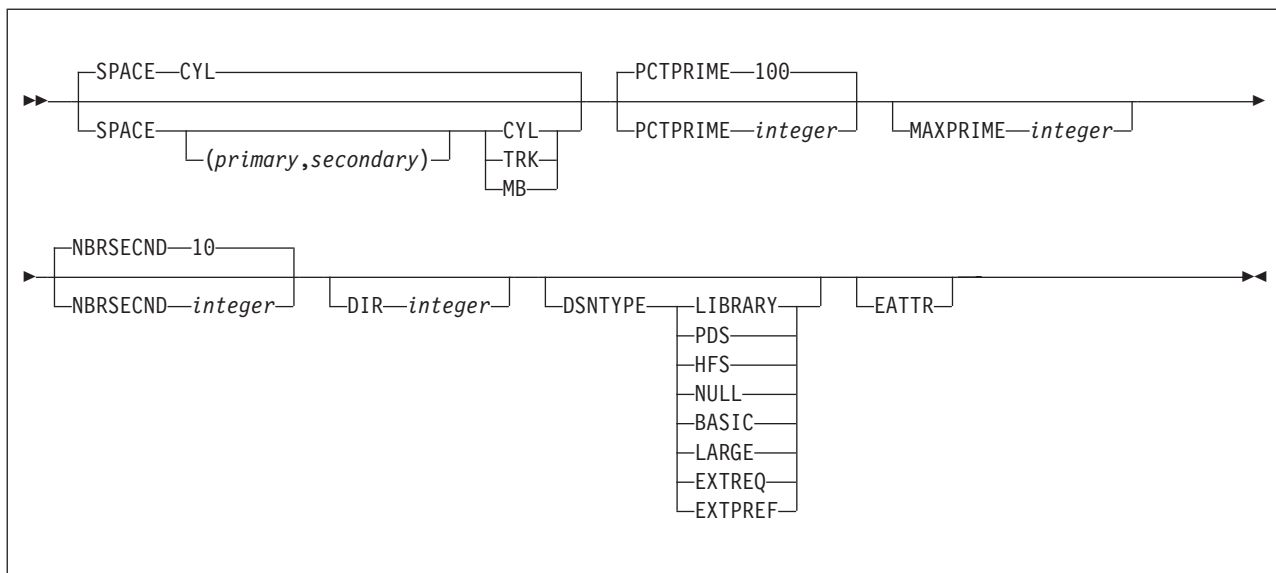 SPACE CYL PCTPRIME 100
SPACE (primary,secondary) CYL PCTPRIME integer MAXPRIME integer
TRK
MB
NBRSECND 10
NBRSECND integer DIR integer DSNTYPE LIBRARY EATTR
PDS
HFS
NULL
BASIC
LARGE
EXTREQ
EXTPREF